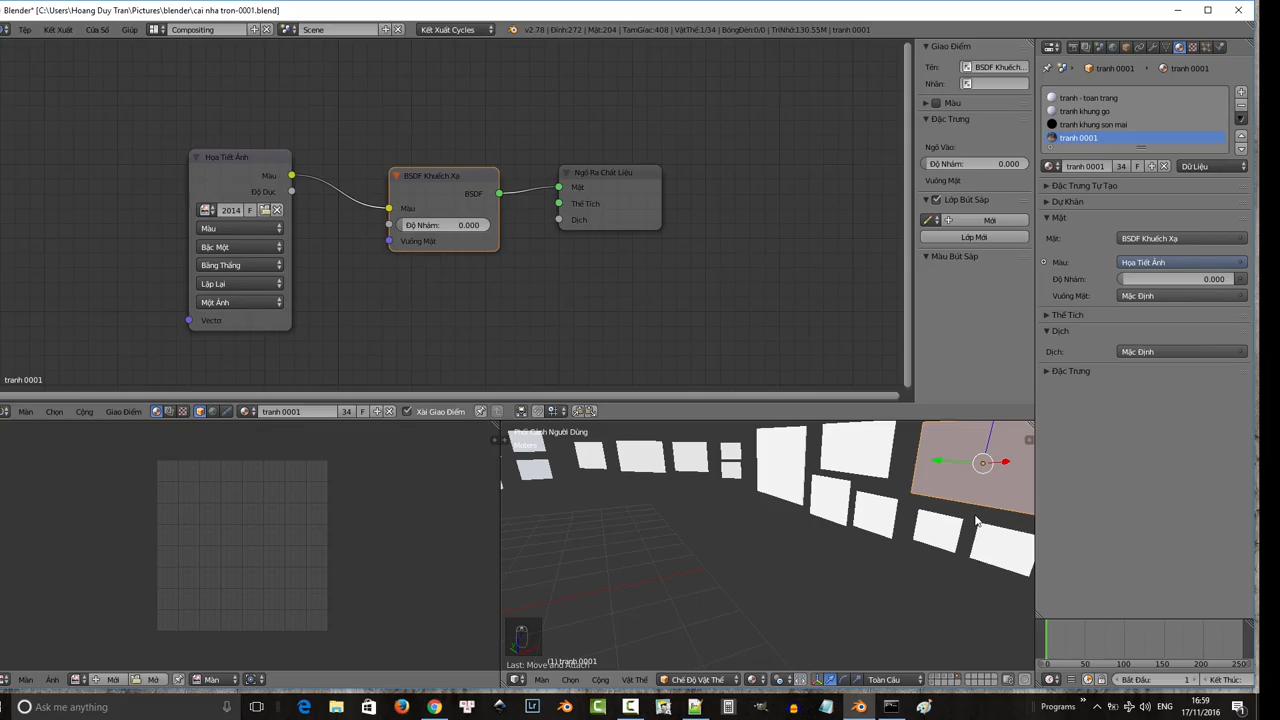 Blender* [C:\Users\Hoang Duy Tran\Pictures\blender\cai nha tron-0001.blend]
Tệp Kết Xuất Cửa Sổ Giúp Compositing Scene Kết Xuất Cycles v2.78 | Đỉnh:272 | Mặt:204 | TamGiác:408 | VậtThể:1/34 | BóngĐèn:0/0 | TríNhớ:130.55M | tranh 0001
Giao Điểm
Tên: BSDF Khuếch...
Nhãn:
Màu
Đặc Trưng
Ngõ Vào:
Độ Nhám: 0.000
Vuông Mặt:
Lớp Bút Sáp
Mới
Lớp Mới
Màu Bút Sáp
tranh 0001 tranh 0001
tranh - toan trang
tranh khung go
tranh khung son mai
tranh 0001
tranh 0001 34 F Dữ Liệu
Đặc Trưng Tự Tạo
Dự Khán
Mặt
Mặt: BSDF Khuếch Xạ
Màu: Họa Tiết Ảnh
Độ Nhám: 0.000
Vuông Mặt: Mặc Định
Thể Tích
Dịch
Dịch: Mặc Định
Đặc Trưng
Họa Tiết Ảnh
Màu
Độ Đục
2014 F
Màu
Bậc Một
Bằng Thẳng
Lặp Lại
Một Ảnh
Vectơ
BSDF Khuếch Xạ
BSDF
Màu
Độ Nhám: 0.000
Vuông Mặt
Ngõ Ra Chất Liệu
Mặt
Thể Tích
Dịch
tranh 0001
Màn Chọn Cộng Giao Điểm tranh 0001 34 F Xài Giao Điểm
Phối Cảnh Người Dùng
Meters
(1) tranh 0001
Last: Move and Attach
Màn Ảnh Mới Mở Màn
Màn Chọn Cộng Vật Thể Chế Độ Vật Thể Toàn Cầu
0 50 100 150 200 250
Bắt Đầu: 1 Kết Thúc:
Ask me anything
Programs
ENG
16:59
17/11/2016